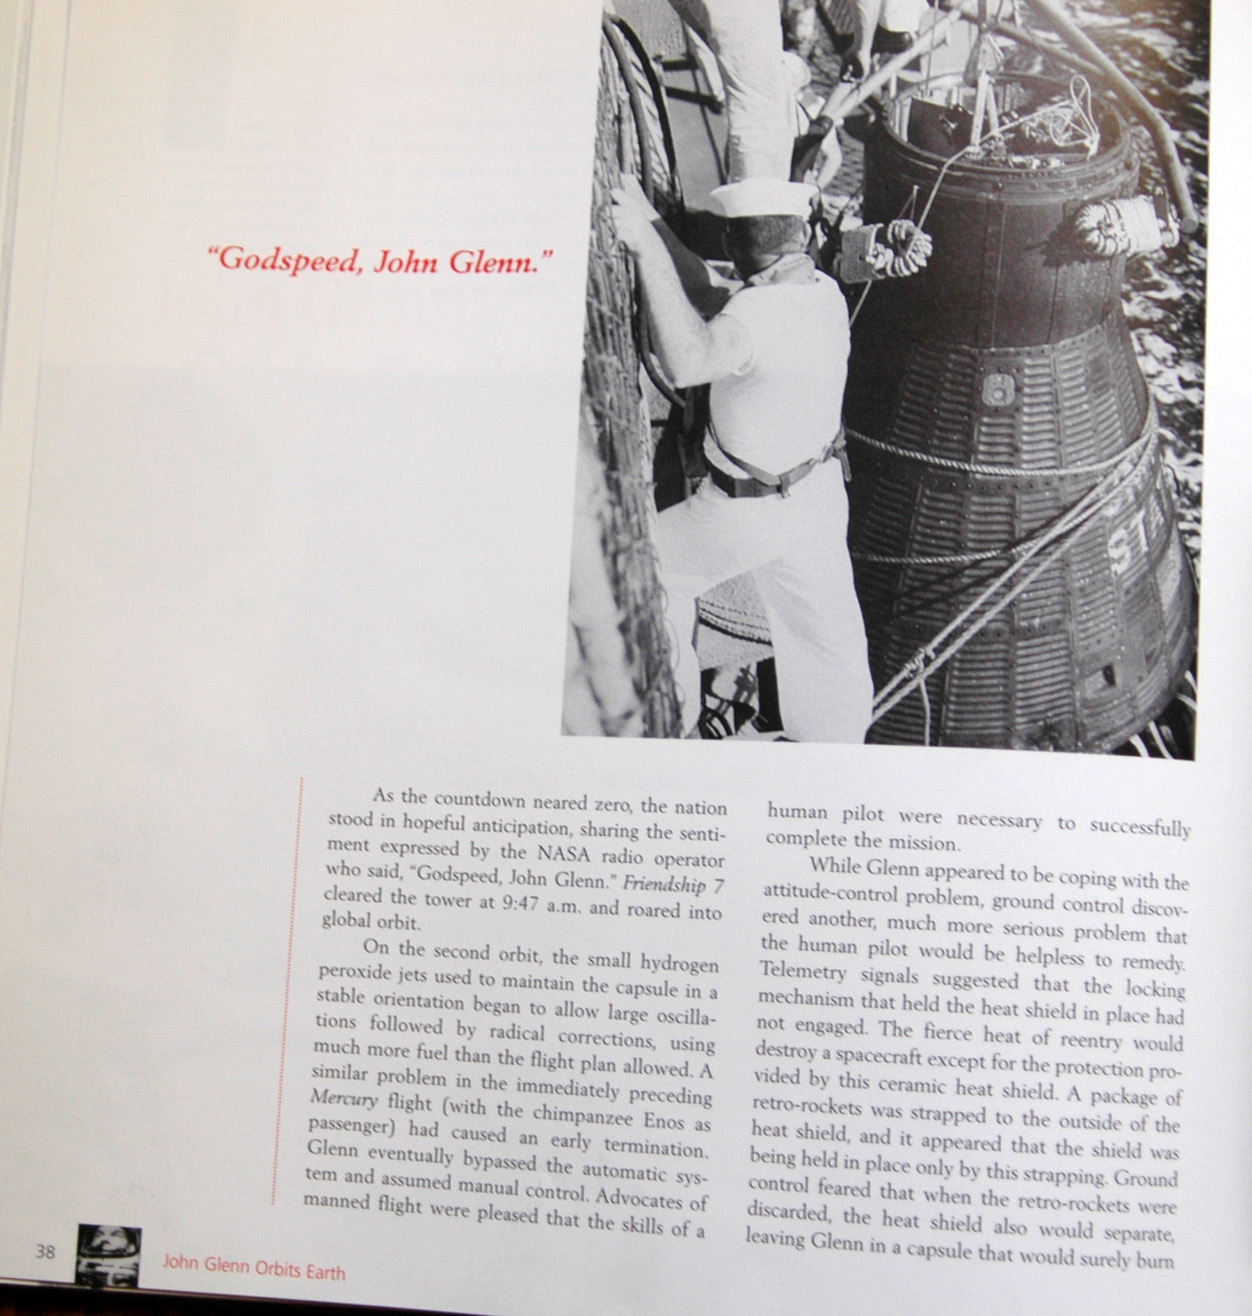 “Godspeed, John Glenn.”
ST
As the countdown neared zero, the nation
stood in hopeful anticipation, sharing the senti-
ment expressed by the NASA radio operator
who said, “Godspeed, John Glenn.” Friendship 7
cleared the tower at 9:47 a.m. and roared into
global orbit.
On the second orbit, the small hydrogen
peroxide jets used to maintain the capsule in a
stable orientation began to allow large oscilla-
tions followed by radical corrections, using
much more fuel than the flight plan allowed. A
similar problem in the immediately preceding
Mercury flight (with the chimpanzee Enos as
passenger) had caused an early termination.
Glenn eventually bypassed the automatic sys-
tem and assumed manual control. Advocates of
manned flight were pleased that the skills of a
human pilot were necessary to successfully
complete the mission.
While Glenn appeared to be coping with the
attitude-control problem, ground control discov-
ered another, much more serious problem that
the human pilot would be helpless to remedy.
Telemetry signals suggested that the locking
mechanism that held the heat shield in place had
not engaged. The fierce heat of reentry would
destroy a spacecraft except for the protection pro-
vided by this ceramic heat shield. A package of
retro-rockets was strapped to the outside of the
heat shield, and it appeared that the shield was
being held in place only by this strapping. Ground
control feared that when the retro-rockets were
discarded, the heat shield also would separate,
leaving Glenn in a capsule that would surely burn
38
John Glenn Orbits Earth